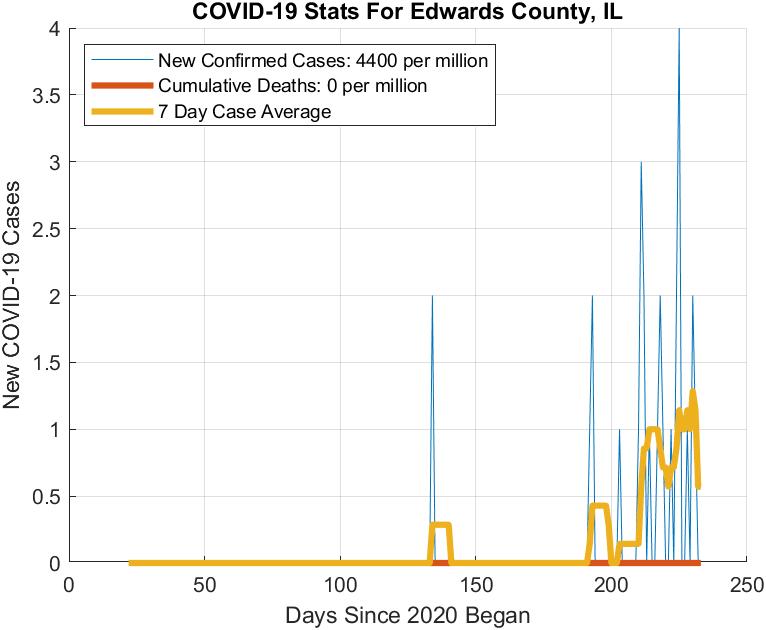 COVID-19 Stats For Edwards County, IL
New Confirmed Cases: 4400 per million
Cumulative Deaths: 0 per million
7 Day Case Average
New COVID-19 Cases
4
3.5
3
2.5
2
1.5
1
0.5
0
0 50 100 150 200 250
Days Since 2020 Began